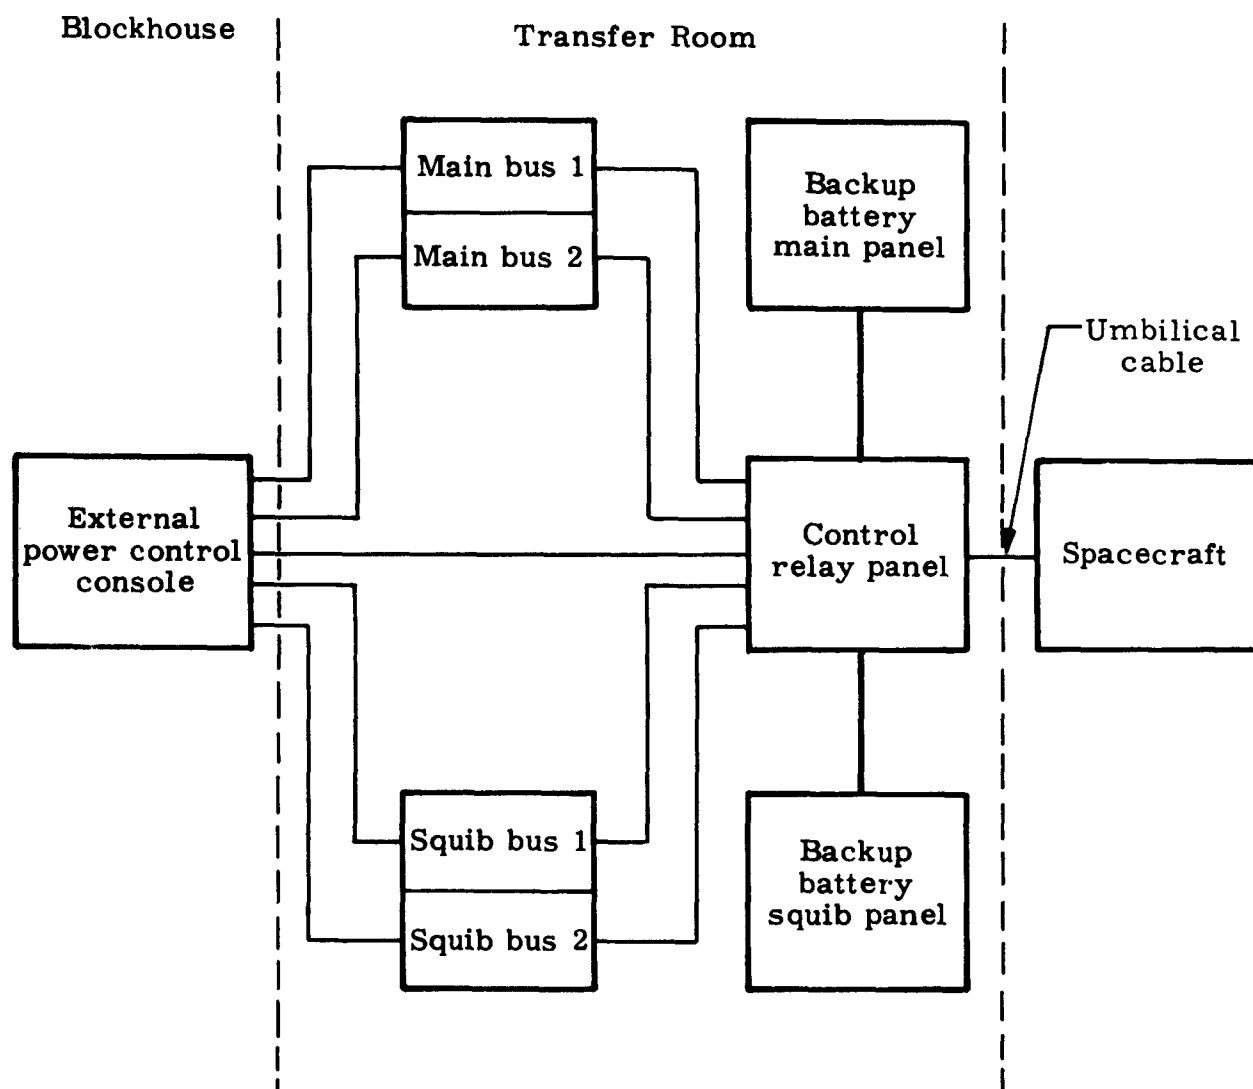 Blockhouse
Transfer Room
Main bus 1
Main bus 2
Backup
battery
main panel
Umbilical
cable
External
power control
console
Control
relay panel
Spacecraft
Squib bus 1
Squib bus 2
Backup
battery
squib panel